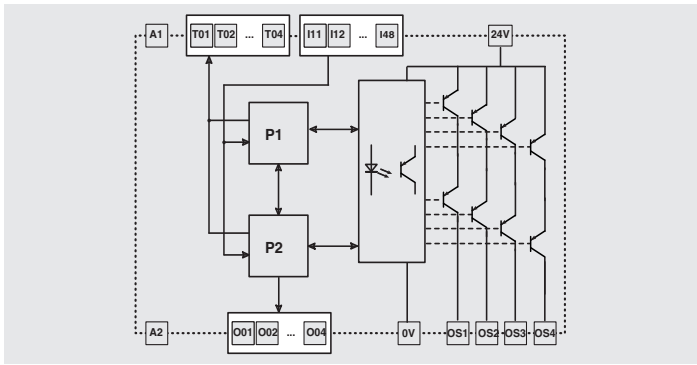 A1 T01 T02 ... T04 I11 I12 ... I48 24V
P1
P2
A2 O01 O02 ... O04 0V OS1 OS2 OS3 OS4